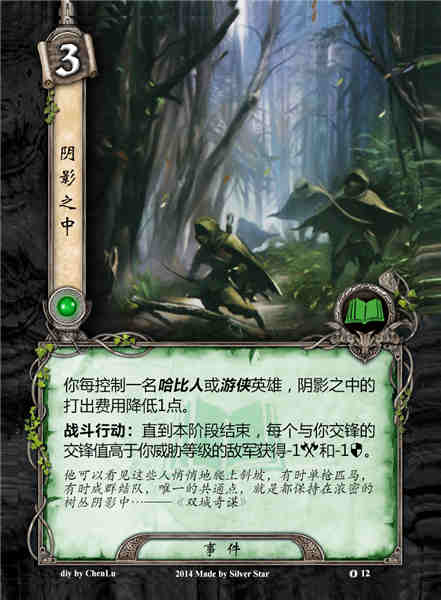 3
阴影之中
你每控制一名哈比人或游侠英雄，阴影之中的
打出费用降低1点。
战斗行动：直到本阶段结束，每个与你交锋的
交锋值高于你威胁等级的敌军获得-1和-1。
他可以看见这些人悄悄地爬上斜坡，有时单枪匹马，
有时成群结队，唯一的共通点，就是都保持在浓密的
树丛阴影中…——《双城奇谋》
事件
diy by ChenLu 2014 Made by Silver Star 12